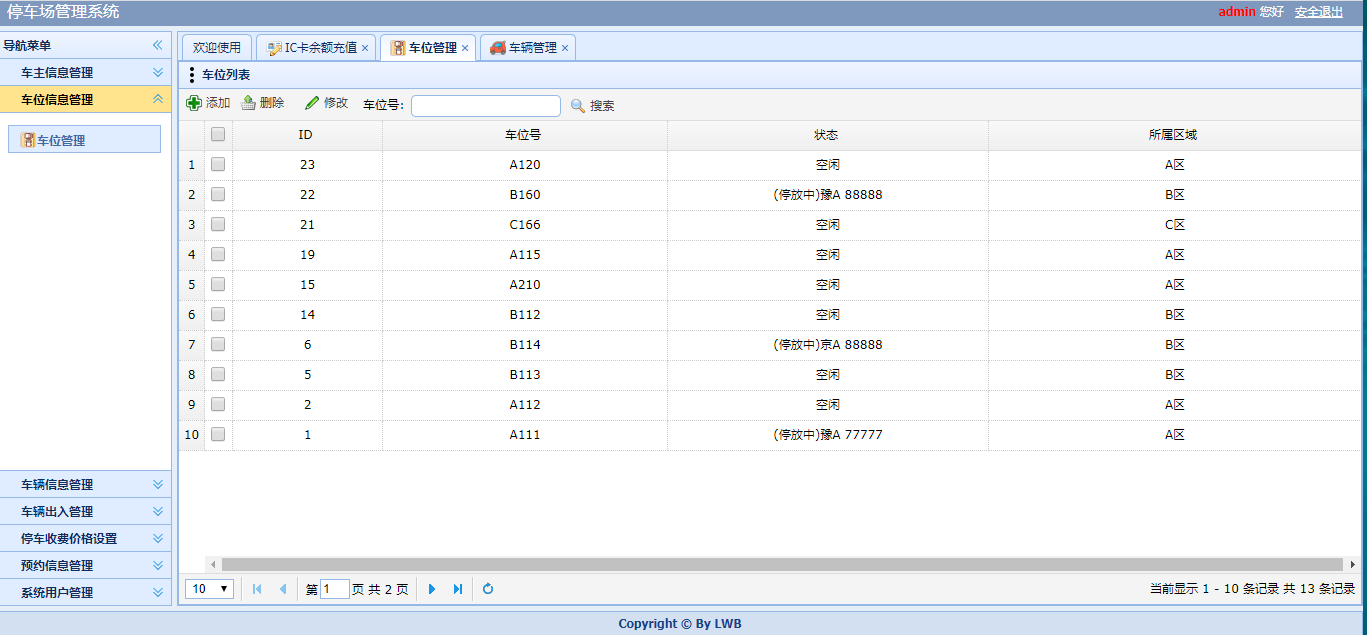 停车场管理系统
admin 您好 安全退出
导航菜单
车主信息管理
车位信息管理
车位管理
车辆信息管理
车辆出入管理
停车收费价格设置
预约信息管理
系统用户管理
欢迎使用 IC卡余额充值 × 车位管理 × 车辆管理 ×
车位列表
添加 删除 修改 车位号: 搜索
ID 车位号 状态 所属区域
1 23 A120 空闲 A区
2 22 B160 (停放中)豫A 88888 B区
3 21 C166 空闲 C区
4 19 A115 空闲 A区
5 15 A210 空闲 A区
6 14 B112 空闲 B区
7 6 B114 (停放中)京A 88888 B区
8 5 B113 空闲 B区
9 2 A112 空闲 A区
10 1 A111 (停放中)豫A 77777 A区
10 第 1 页 共 2 页 当前显示 1 - 10 条记录 共 13 条记录
Copyright © By LWB